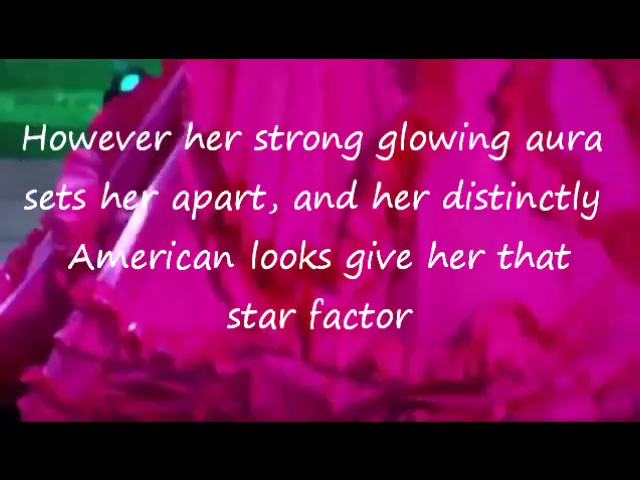 However her strong glowing aura
sets her apart, and her distinctly
American looks give her that
star factor